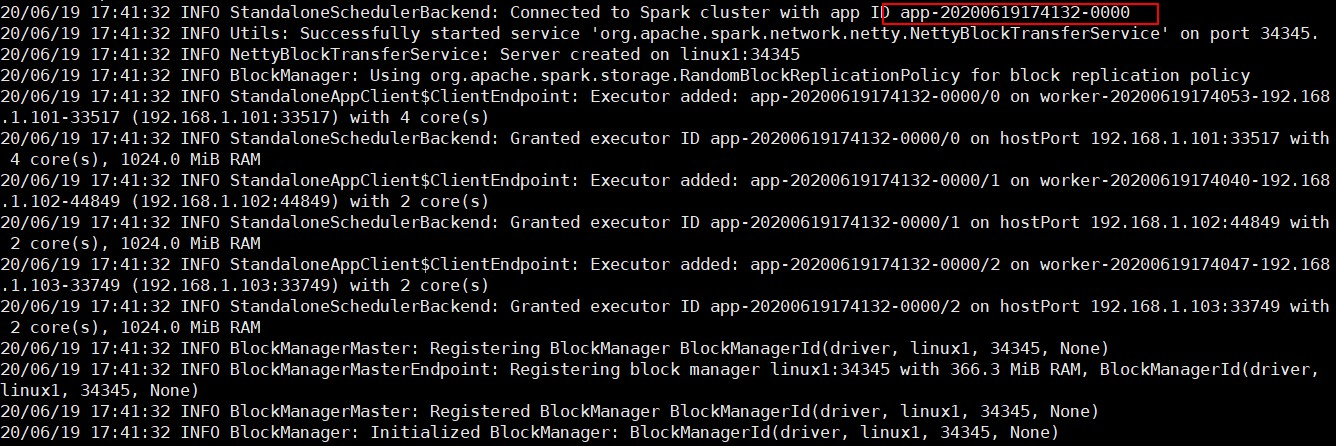 20/06/19 17:41:32 INFO StandaloneSchedulerBackend: Connected to Spark cluster with app ID app-20200619174132-0000
20/06/19 17:41:32 INFO Utils: Successfully started service 'org.apache.spark.network.netty.NettyBlockTransferService' on port 34345.
20/06/19 17:41:32 INFO NettyBlockTransferService: Server created on linux1:34345
20/06/19 17:41:32 INFO BlockManager: Using org.apache.spark.storage.RandomBlockReplicationPolicy for block replication policy
20/06/19 17:41:32 INFO StandaloneAppClient$ClientEndpoint: Executor added: app-20200619174132-0000/0 on worker-20200619174053-192.168
.1.101-33517 (192.168.1.101:33517) with 4 core(s)
20/06/19 17:41:32 INFO StandaloneSchedulerBackend: Granted executor ID app-20200619174132-0000/0 on hostPort 192.168.1.101:33517 with
 4 core(s), 1024.0 MiB RAM
20/06/19 17:41:32 INFO StandaloneAppClient$ClientEndpoint: Executor added: app-20200619174132-0000/1 on worker-20200619174040-192.168
.1.102-44849 (192.168.1.102:44849) with 2 core(s)
20/06/19 17:41:32 INFO StandaloneSchedulerBackend: Granted executor ID app-20200619174132-0000/1 on hostPort 192.168.1.102:44849 with
 2 core(s), 1024.0 MiB RAM
20/06/19 17:41:32 INFO StandaloneAppClient$ClientEndpoint: Executor added: app-20200619174132-0000/2 on worker-20200619174047-192.168
.1.103-33749 (192.168.1.103:33749) with 2 core(s)
20/06/19 17:41:32 INFO StandaloneSchedulerBackend: Granted executor ID app-20200619174132-0000/2 on hostPort 192.168.1.103:33749 with
 2 core(s), 1024.0 MiB RAM
20/06/19 17:41:32 INFO BlockManagerMaster: Registering BlockManager BlockManagerId(driver, linux1, 34345, None)
20/06/19 17:41:32 INFO BlockManagerMasterEndpoint: Registering block manager linux1:34345 with 366.3 MiB RAM, BlockManagerId(driver,
linux1, 34345, None)
20/06/19 17:41:32 INFO BlockManagerMaster: Registered BlockManager BlockManagerId(driver, linux1, 34345, None)
20/06/19 17:41:32 INFO BlockManager: Initialized BlockManager: BlockManagerId(driver, linux1, 34345, None)